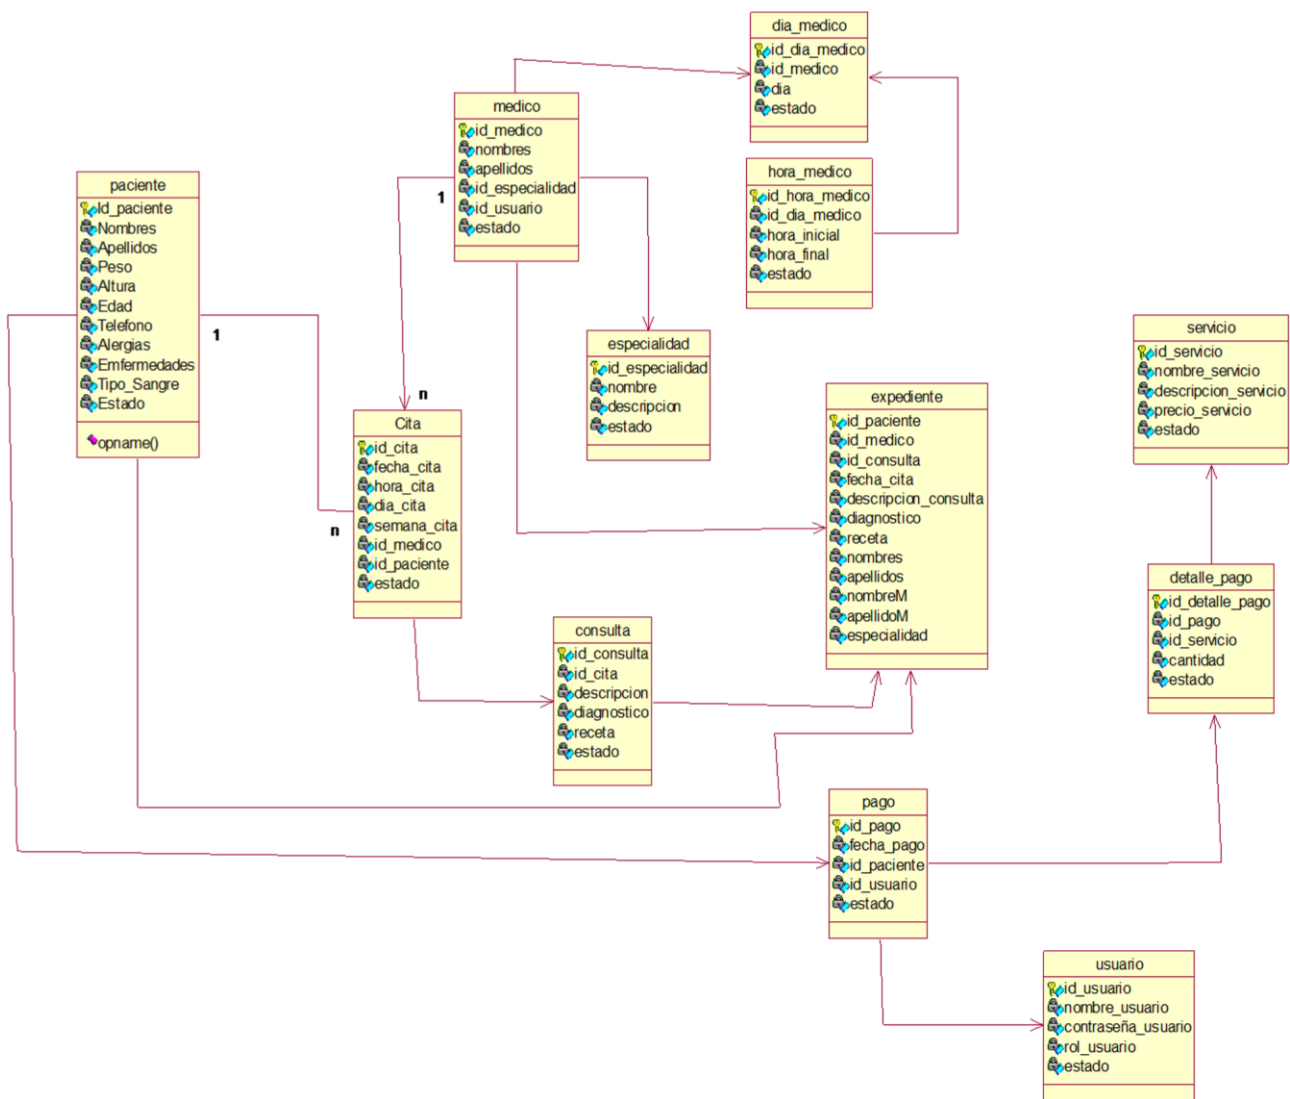 dia_medico
id_dia_medico
id_medico
dia
estado
medico
id_medico
nombres
apellidos
id_especialidad
id_usuario
estado
1
hora_medico
id_hora_medico
id_dia_medico
hora_inicial
hora_final
estado
paciente
Id_paciente
Nombres
Apellidos
Peso
Altura
Edad
Telefono
Alergias
Emfermedades
Tipo_Sangre
Estado
opname()
1
especialidad
id_especialidad
nombre
descripcion
estado
servicio
id_servicio
nombre_servicio
descripcion_servicio
precio_servicio
estado
n
Cita
id_cita
fecha_cita
hora_cita
dia_cita
semana_cita
id_medico
id_paciente
estado
n
expediente
id_paciente
id_medico
id_consulta
fecha_cita
descripcion_consulta
diagnostico
receta
nombres
apellidos
nombreM
apellidoM
especialidad
detalle_pago
id_detalle_pago
id_pago
id_servicio
cantidad
estado
consulta
id_consulta
id_cita
descripcion
diagnostico
receta
estado
pago
id_pago
fecha_pago
id_paciente
id_usuario
estado
usuario
id_usuario
nombre_usuario
contraseña_usuario
rol_usuario
estado